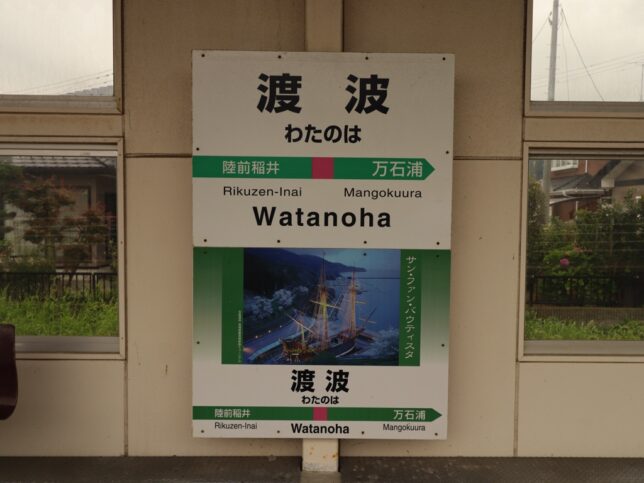 渡波
わたのは
陸前稲井 万石浦
Rikuzen-Inai Mangokuura
Watanoha
サン・ファン・バウティスタ
渡波
わたのは
陸前稲井 万石浦
Rikuzen-Inai Watanoha Mangokuura